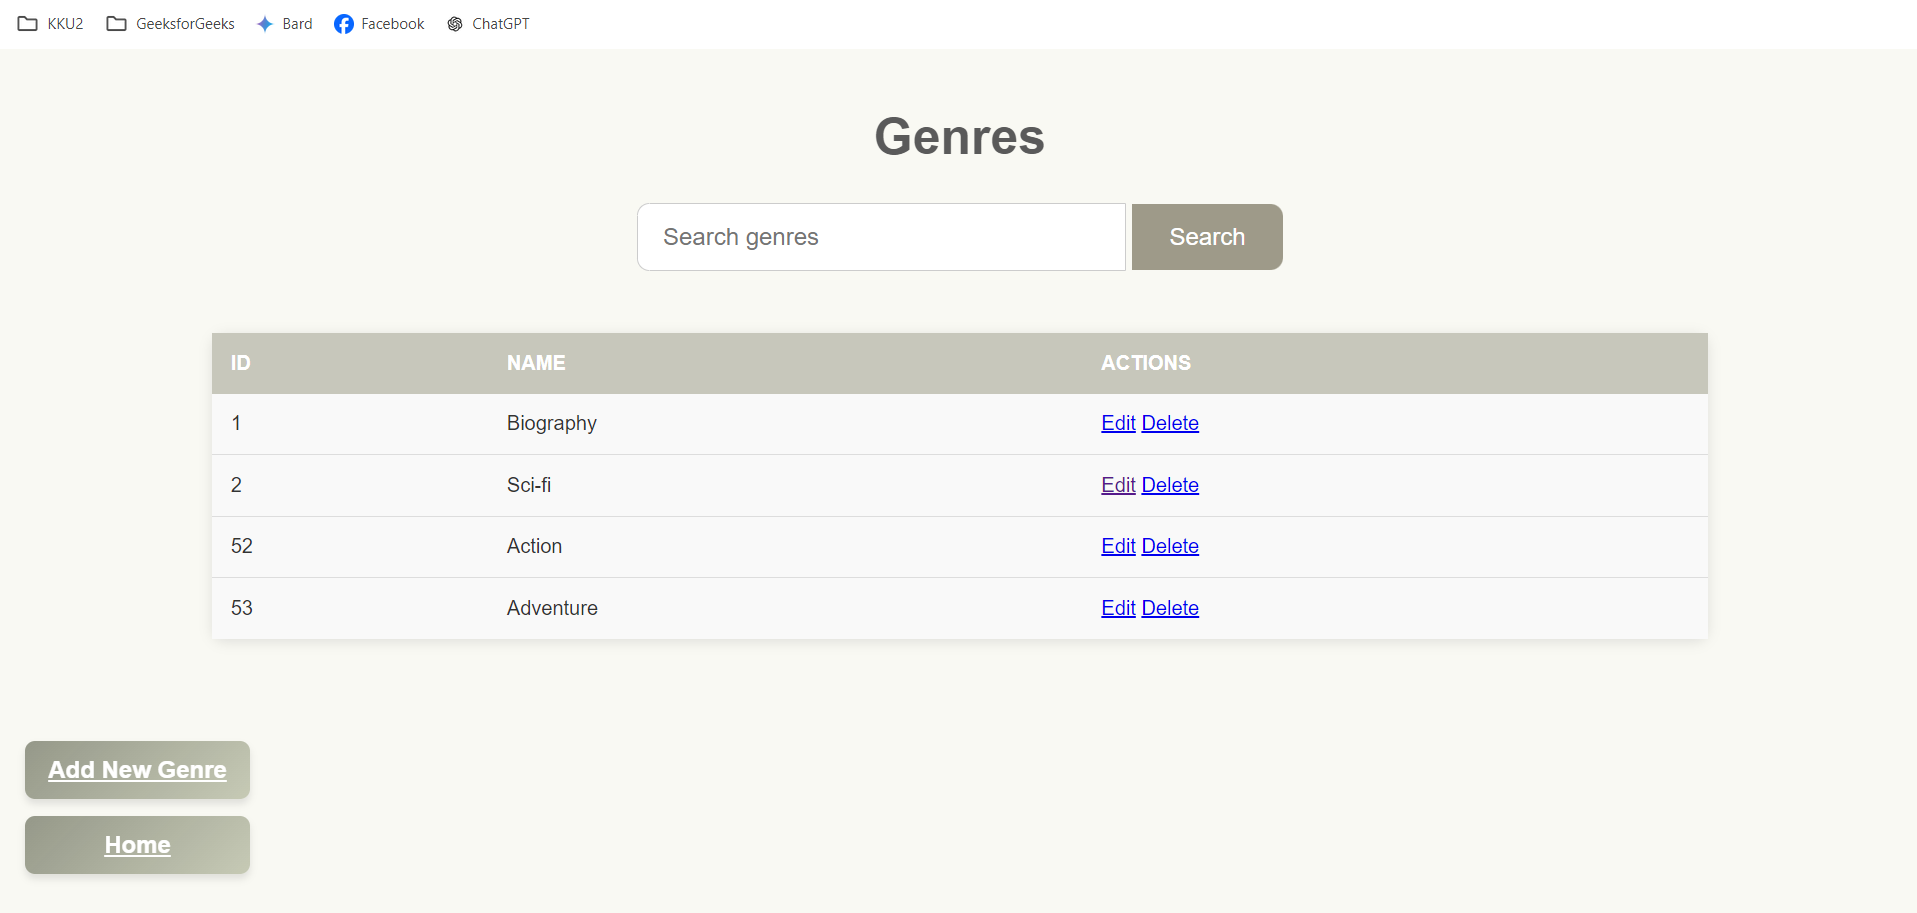 KKU2 GeeksforGeeks Bard Facebook ChatGPT
Genres
Search genres Search
ID NAME ACTIONS
1 Biography Edit Delete
2 Sci-fi Edit Delete
52 Action Edit Delete
53 Adventure Edit Delete
Add New Genre
Home